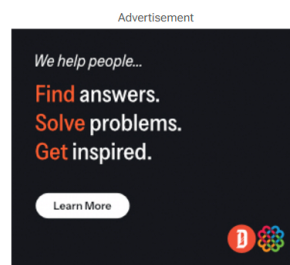 Advertisement
We help people...
Find answers.
Solve problems.
Get inspired.
Learn More
D